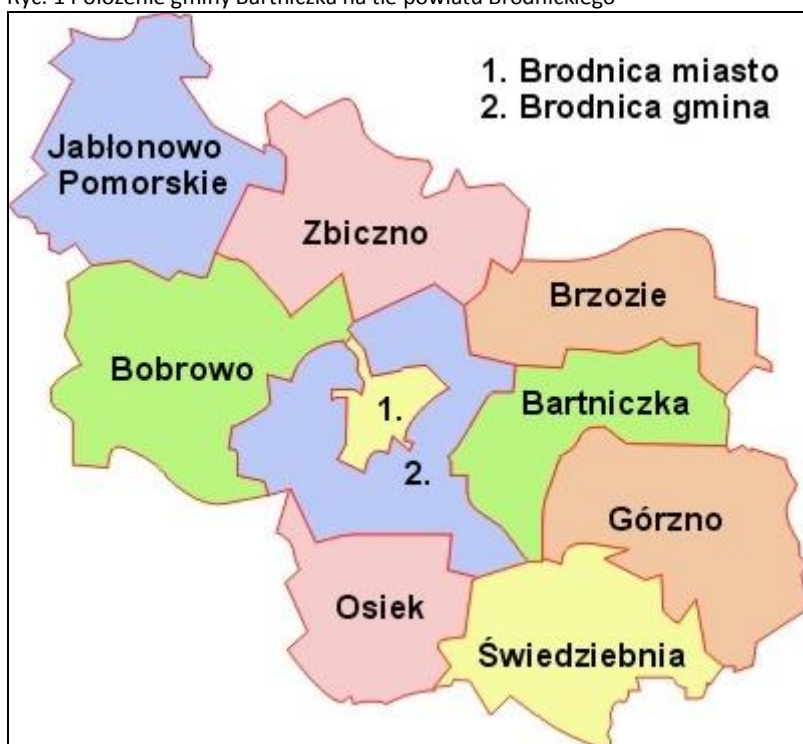 Ryc. 1 Położenie gminy Bartniczka na tle powiatu Brodnickiego
1. Brodnica miasto
2. Brodnica gmina
Jabłonowo
Pomorskie
Zbiczno
Brzozie
Bobrowo
1.
Bartniczka
2.
Górzno
Osiek
Świedziebnia